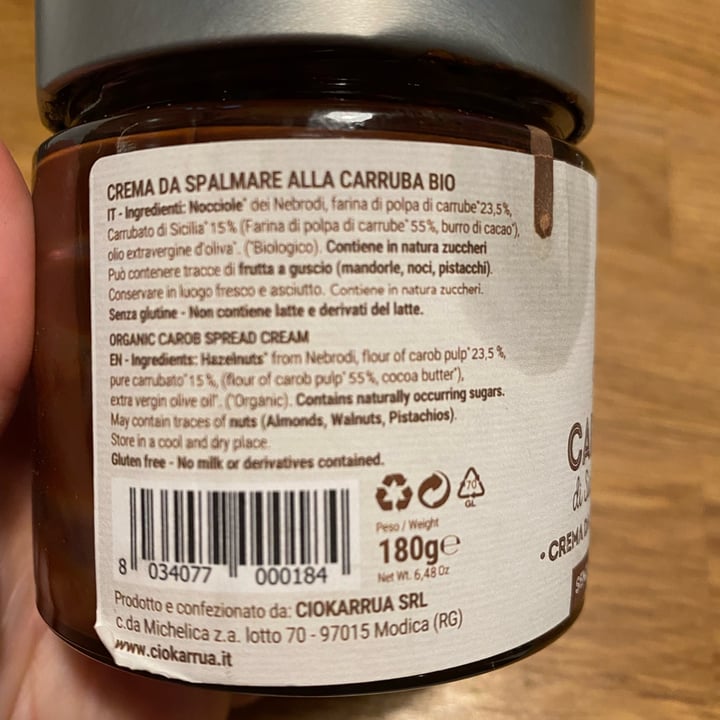 CREMA DA SPALMARE ALLA CARRUBA BIO
IT - Ingredienti: Nocciole* dei Nebrodi, farina di polpa di carrube*23,5%,
Carrubato di Sicilia*15% (Farina di polpa di carrube*55%, burro di cacao*),
olio extravergine d'oliva*. (*Biologico). Contiene in natura zuccheri
Può contenere tracce di frutta a guscio (mandorle, noci, pistacchi).
Conservare in luogo fresco e asciutto. Contiene in natura zuccheri.
Senza glutine - Non contiene latte e derivati del latte.
ORGANIC CAROB SPREAD CREAM
EN - Ingredients: Hazelnuts* from Nebrodi, flour of carob pulp*23,5%,
pure carrubato*15%, (flour of carob pulp*55%, cocoa butter*),
extra vergin olive oil*. (*Organic). Contains naturally occurring sugars.
May contain traces of nuts (Almonds, Walnuts, Pistachios).
Store in a cool and dry place.
Gluten free - No milk or derivatives contained.
70
GL
Peso / Weight
180g℮
Net Wt. 6,48 Oz
8 034077 000184
Prodotto e confezionato da: CIOKARRUA SRL
c.da Michelica z.a. lotto 70 - 97015 Modica (RG)
www.ciokarrua.it
di
• CREMA